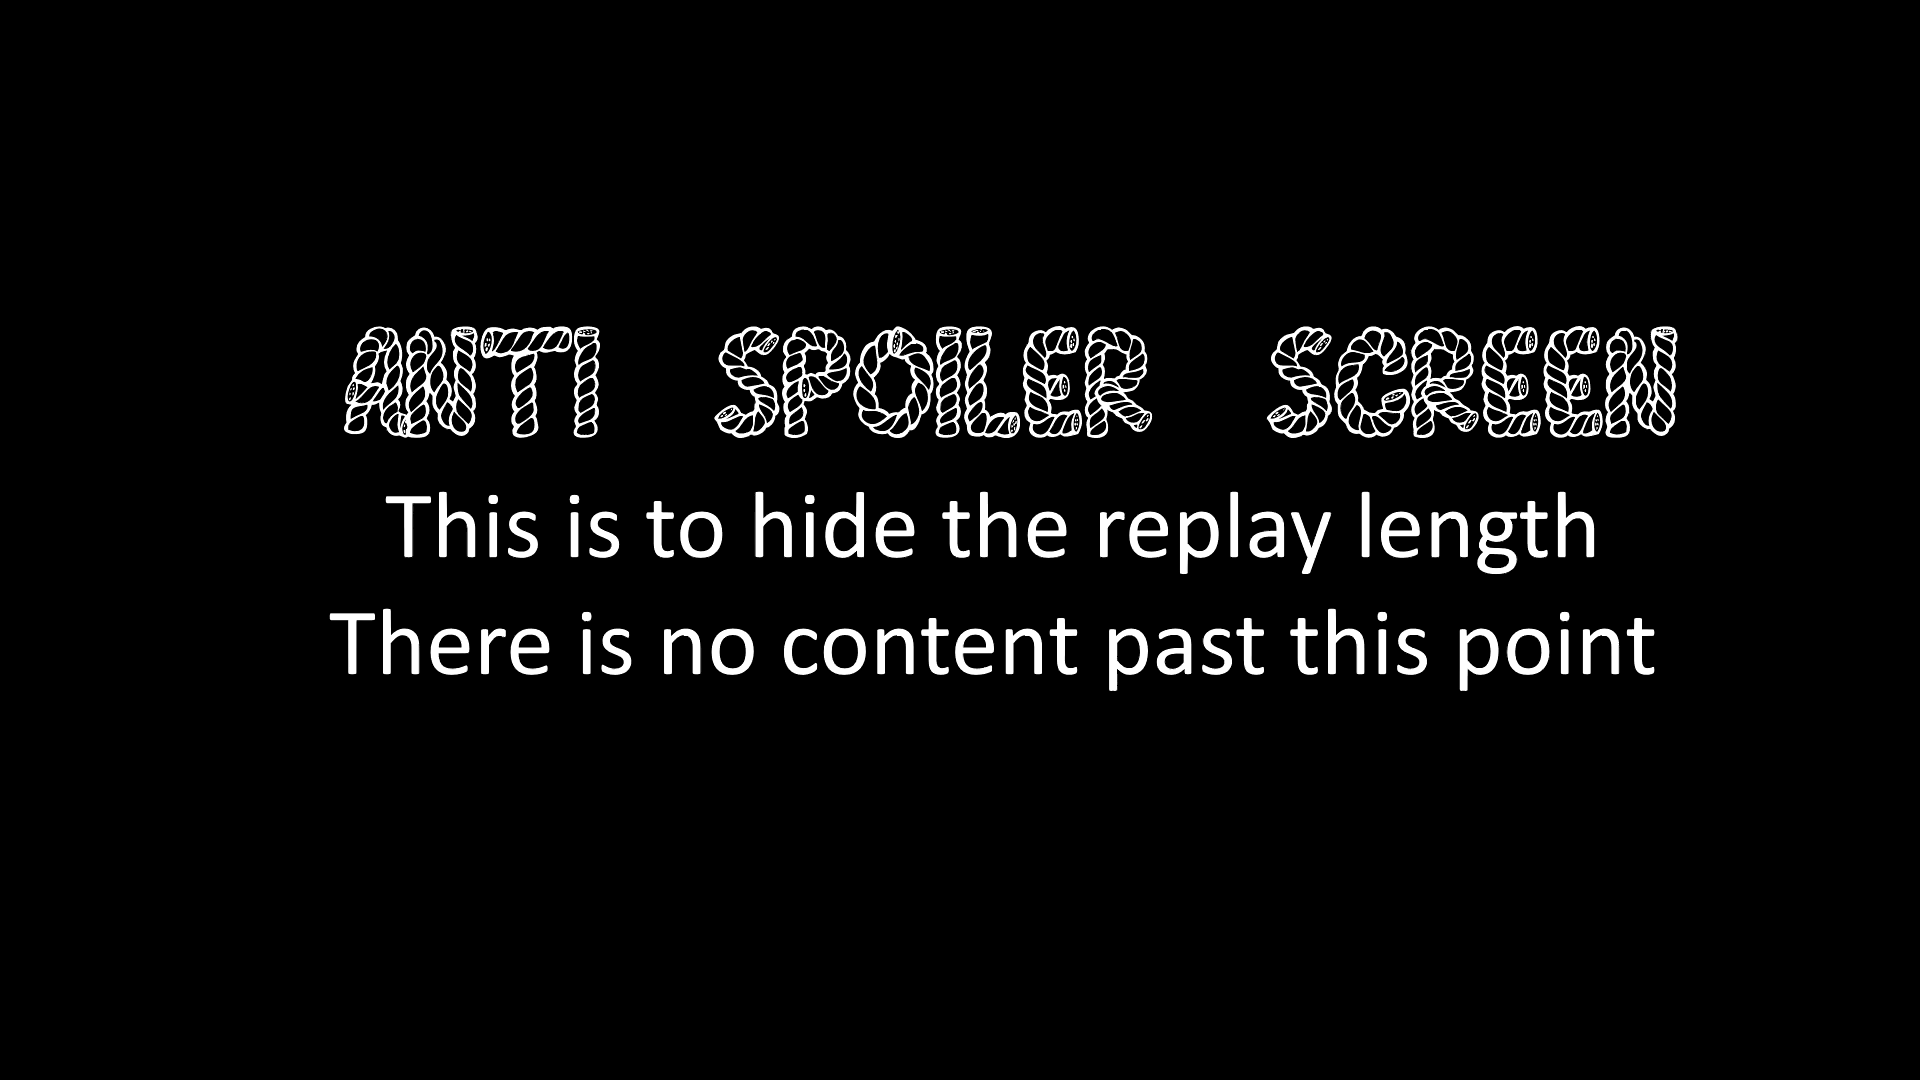 ANTI SPOILER SCREEN
This is to hide the replay length
There is no content past this point